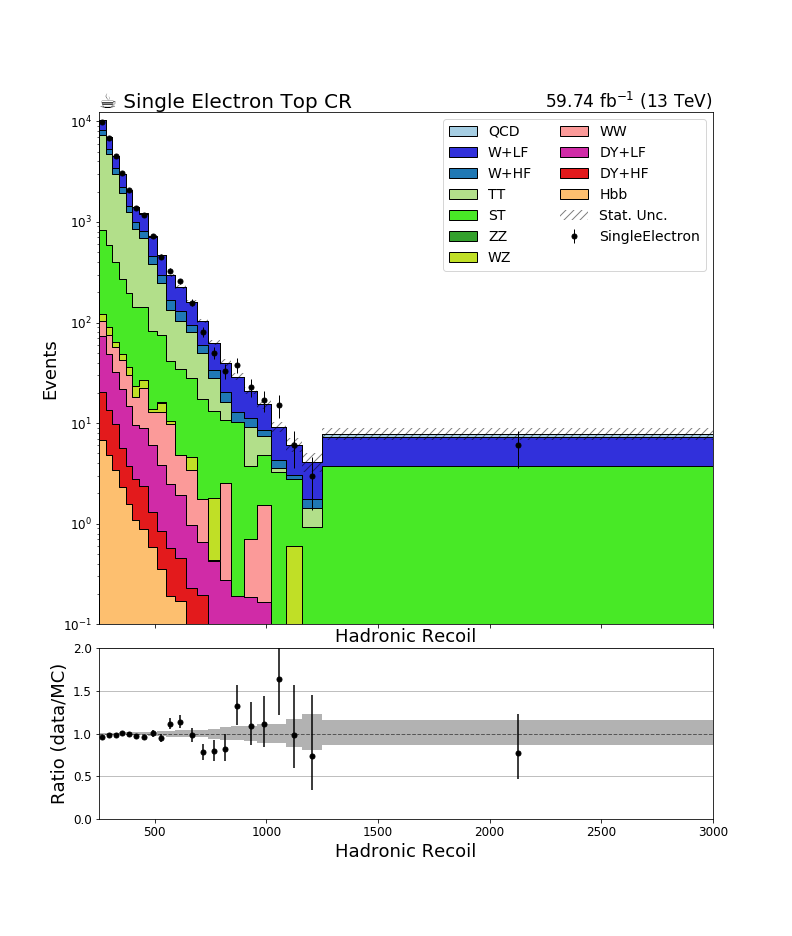 ☕ Single Electron Top CR
59.74 fb⁻¹ (13 TeV)
QCD
W+LF
W+HF
TT
ST
ZZ
WZ
WW
DY+LF
DY+HF
Hbb
Stat. Unc.
SingleElectron
Events
10⁴
10³
10²
10¹
10⁰
10⁻¹
Hadronic Recoil
Ratio (data/MC)
2.0
1.5
1.0
0.5
0.0
500 1000 1500 2000 2500 3000
Hadronic Recoil